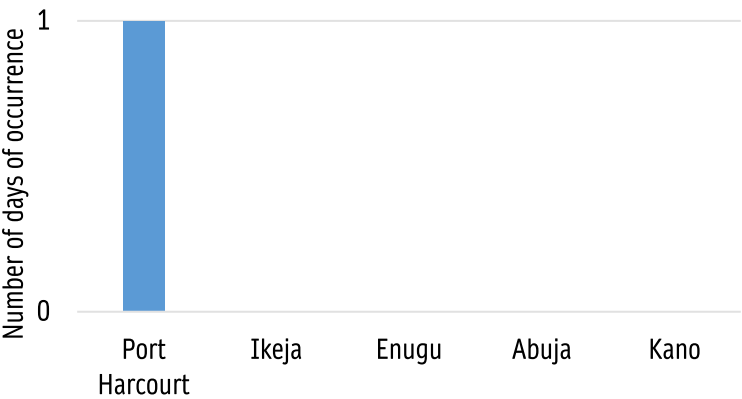 Number of days of occurrence
1
0
Port
Harcourt
Ikeja
Enugu
Abuja
Kano